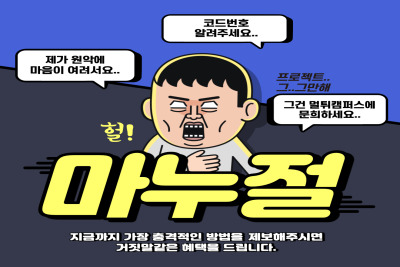 코드번호
알려주세요..
제가 원악에
마음이 여려서요..
프로젝트..
그..그만해
그건 멀튀캠퍼스에
문희하세요..
헐!
마누절
지금까지 가장 충격적인 방법을 제보해주시면
거짓말같은 혜택을 드립니다.